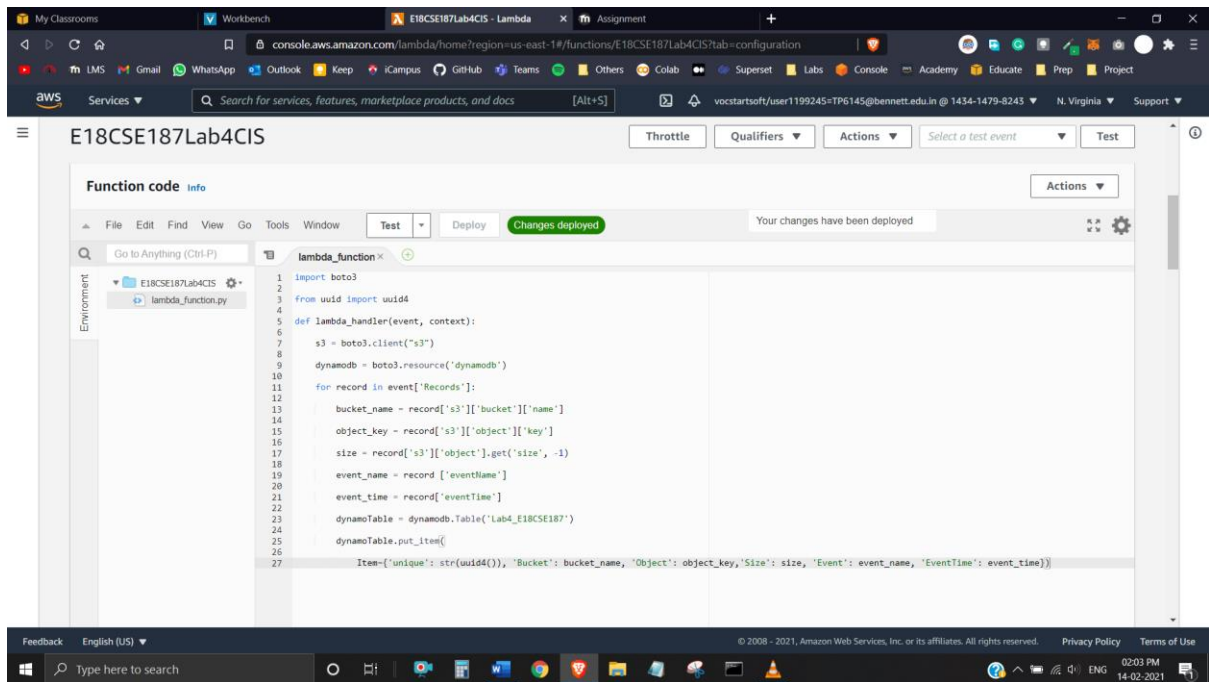 My Classrooms Workbench E18CSE187Lab4CIS - Lambda × Assignment +
console.aws.amazon.com/lambda/home?region=us-east-1#/functions/E18CSE187Lab4CIS?tab=configuration
LMS Gmail WhatsApp Outlook Keep iCampus GitHub Teams Others Colab Superset Labs Console Academy Educate Prep Project
aws Services ▼ Search for services, features, marketplace products, and docs [Alt+S] vocstartsoft/user1199245=TP6145@bennett.edu.in @ 1434-1479-8243 ▼ N. Virginia ▼ Support ▼
E18CSE187Lab4CIS Throttle Qualifiers ▼ Actions ▼ Select a test event ▼ Test
Function code Info Actions ▼
File Edit Find View Go Tools Window Test Deploy Changes deployed Your changes have been deployed
Go to Anything (Ctrl-P) lambda_function ×
Environment
E18CSE187Lab4CIS
lambda_function.py
1 import boto3
2
3 from uuid import uuid4
4
5 def lambda_handler(event, context):
6
7 s3 = boto3.client("s3")
8
9 dynamodb = boto3.resource('dynamodb')
10
11 for record in event['Records']:
12
13 bucket_name = record['s3']['bucket']['name']
14
15 object_key = record['s3']['object']['key']
16
17 size = record['s3']['object'].get('size', -1)
18
19 event_name = record ['eventName']
20
21 event_time = record['eventTime']
22
23 dynamoTable = dynamodb.Table('Lab4_E18CSE187')
24
25 dynamoTable.put_item(
26
27 Item={'unique': str(uuid4()), 'Bucket': bucket_name, 'Object': object_key,'Size': size, 'Event': event_name, 'EventTime': event_time})
Feedback English (US) ▼ © 2008 - 2021, Amazon Web Services, Inc. or its affiliates. All rights reserved. Privacy Policy Terms of Use
Type here to search ENG 02:03 PM
14-02-2021